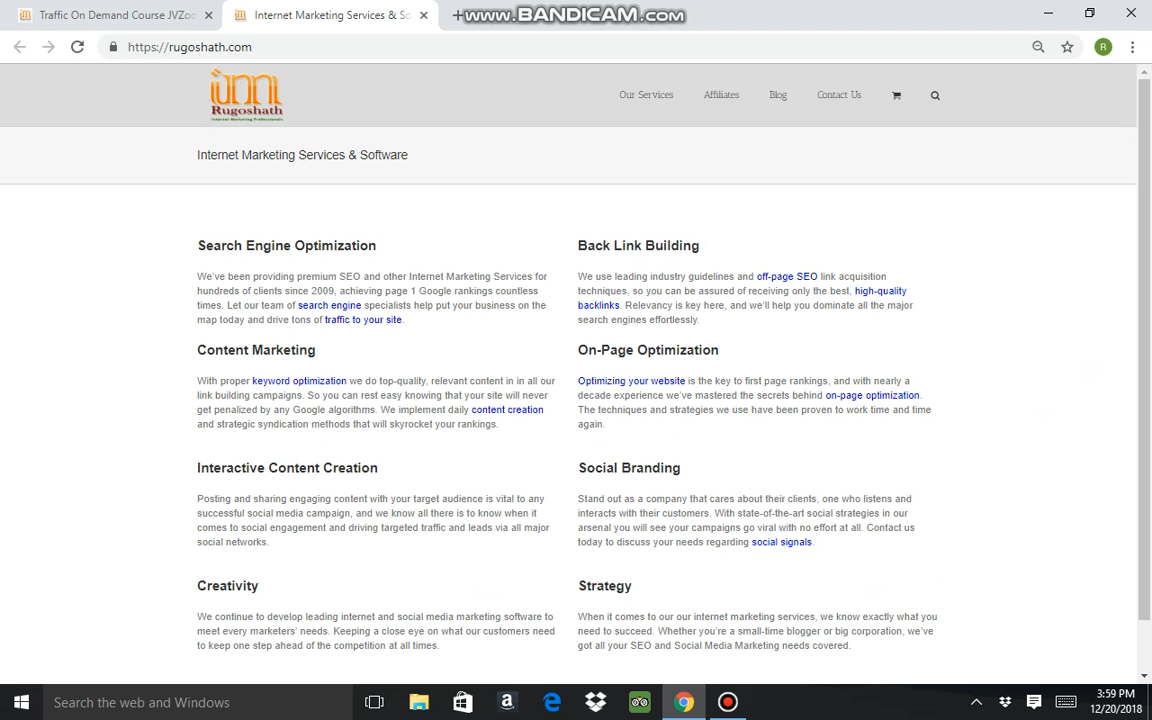 Traffic On Demand Course JVZoo
Internet Marketing Services & So
www.BANDICAM.com
https://rugoshath.com
R
imm
Rugoshath
Internet Marketing Professionals
Our Services
Affiliates
Blog
Contact Us
Internet Marketing Services & Software
Search Engine Optimization
We've been providing premium SEO and other Internet Marketing Services for
hundreds of clients since 2009, achieving page 1 Google rankings countless
times. Let our team of search engine specialists help put your business on the
map today and drive tons of traffic to your site.
Back Link Building
We use leading industry guidelines and off-page SEO link acquisition
techniques, so you can be assured of receiving only the best, high-quality
backlinks. Relevancy is key here, and we'll help you dominate all the major
search engines effortlessly.
Content Marketing
With proper keyword optimization we do top-quality, relevant content in in all our
link building campaigns. So you can rest easy knowing that your site will never
get penalized by any Google algorithms. We implement daily content creation
and strategic syndication methods that will skyrocket your rankings.
On-Page Optimization
Optimizing your website is the key to first page rankings, and with nearly a
decade experience we've mastered the secrets behind on-page optimization.
The techniques and strategies we use have been proven to work time and time
again.
Interactive Content Creation
Posting and sharing engaging content with your target audience is vital to any
successful social media campaign, and we know all there is to know when it
comes to social engagement and driving targeted traffic and leads via all major
social networks.
Social Branding
Stand out as a company that cares about their clients, one who listens and
interacts with their customers. With state-of-the-art social strategies in our
arsenal you will see your campaigns go viral with no effort at all. Contact us
today to discuss your needs regarding social signals.
Creativity
We continue to develop leading internet and social media marketing software to
meet every marketers' needs. Keeping a close eye on what our customers need
to keep one step ahead of the competition at all times.
Strategy
When it comes to our our internet marketing services, we know exactly what you
need to succeed. Whether you're a small-time blogger or big corporation, we've
got all your SEO and Social Media Marketing needs covered.
Search the web and Windows
3:59 PM
12/20/2018